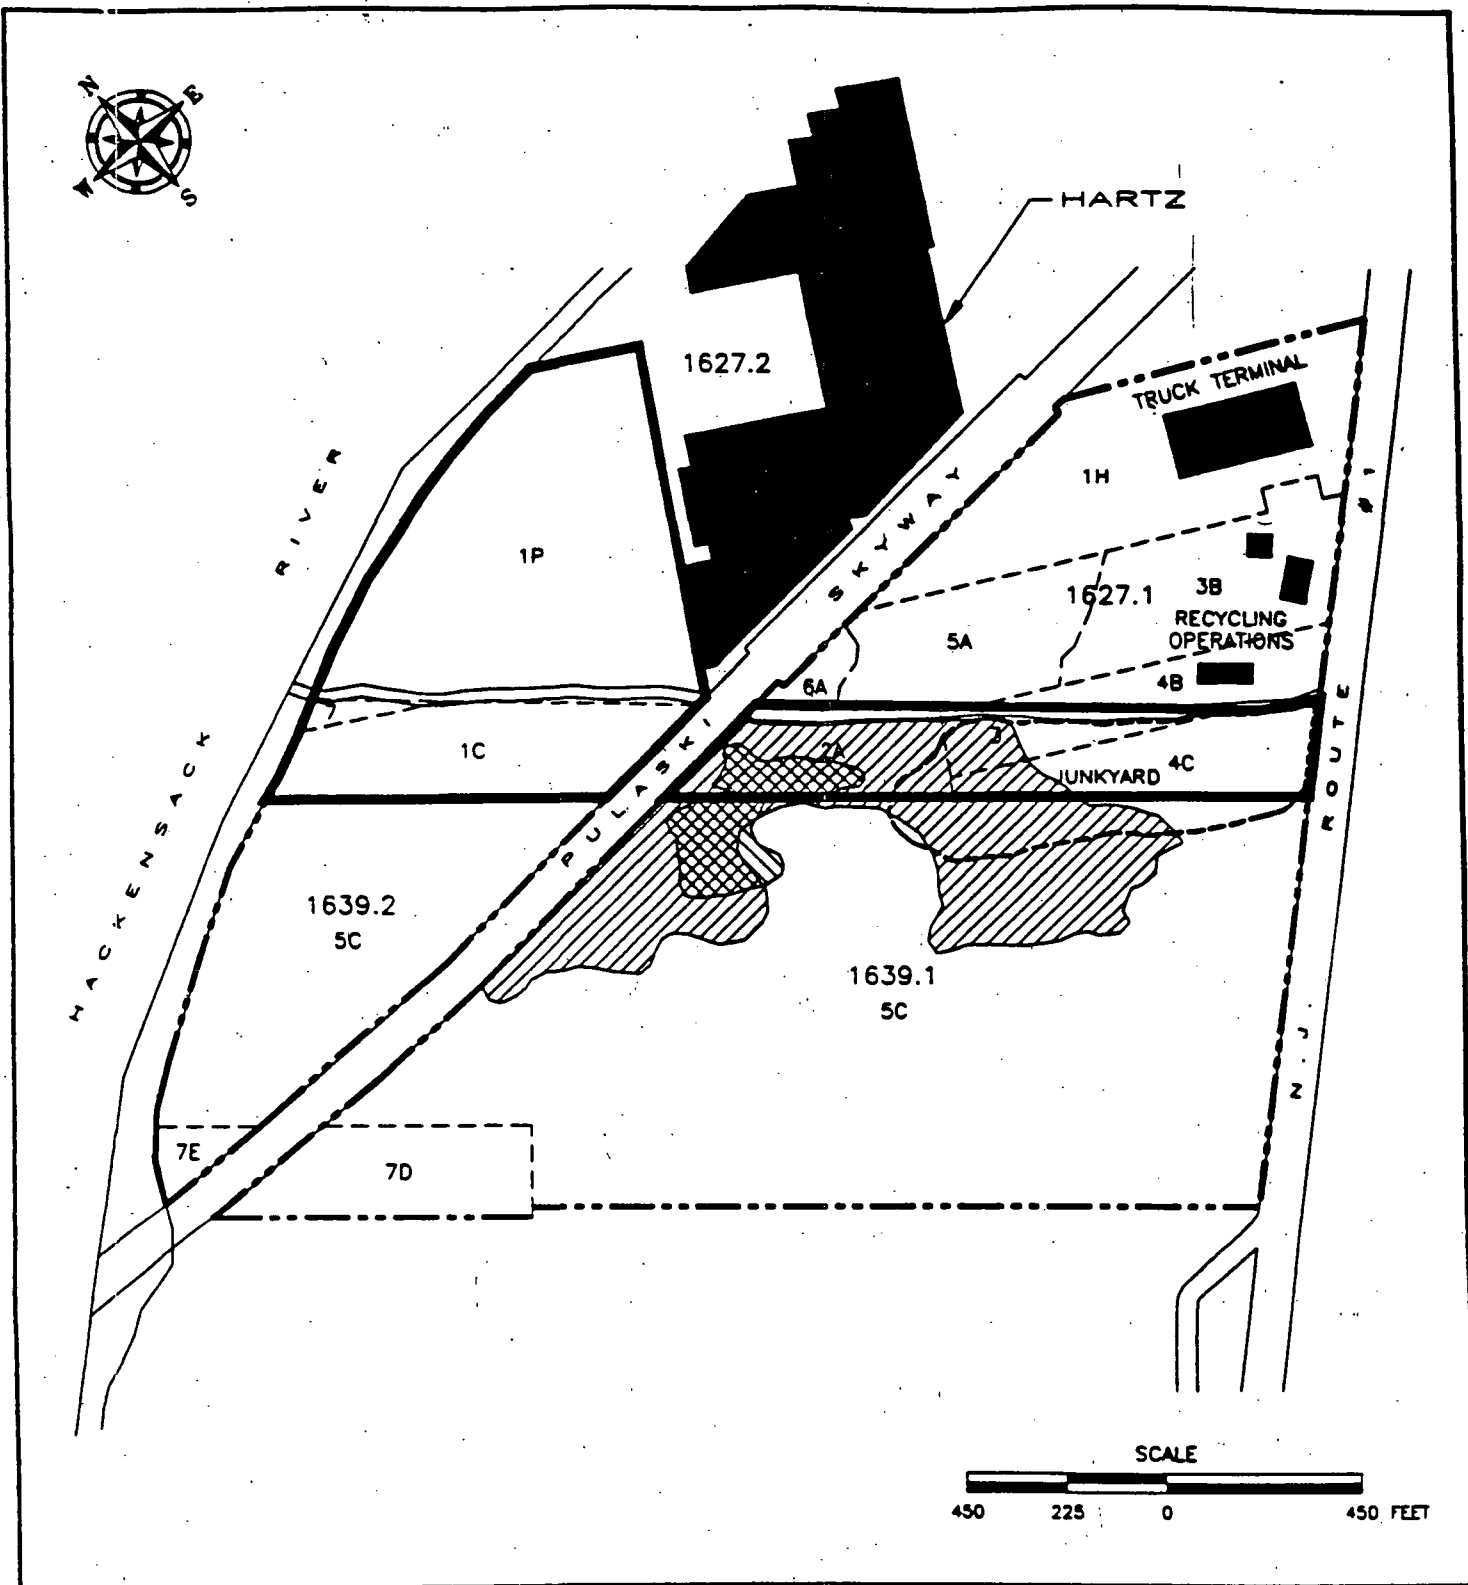 N E
W S
HARTZ
1627.2
TRUCK TERMINAL
1H
# 1
SKYWAY
RIVER
1P
1627.1
3B
RECYCLING
OPERATIONS
5A
6A
4B
1C
PULASKI
2A
4C
JUNKYARD
ROUTE
HACKENSACK
1639.2
5C
1639.1
5C
N.J.
7E
7D
SCALE
450 225 0 450 FEET